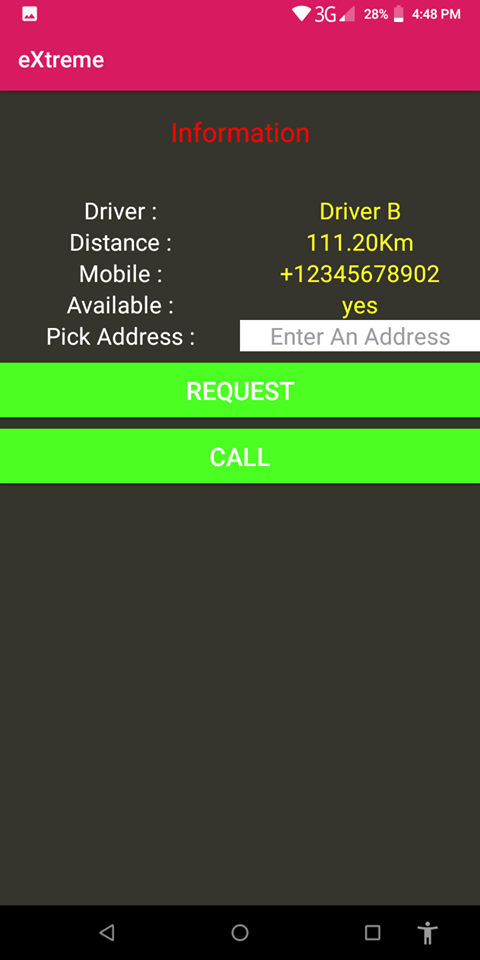 3G 28% 4:48 PM
eXtreme
Information
Driver : Driver B
Distance : 111.20Km
Mobile : +12345678902
Available : yes
Pick Address : Enter An Address
REQUEST
CALL